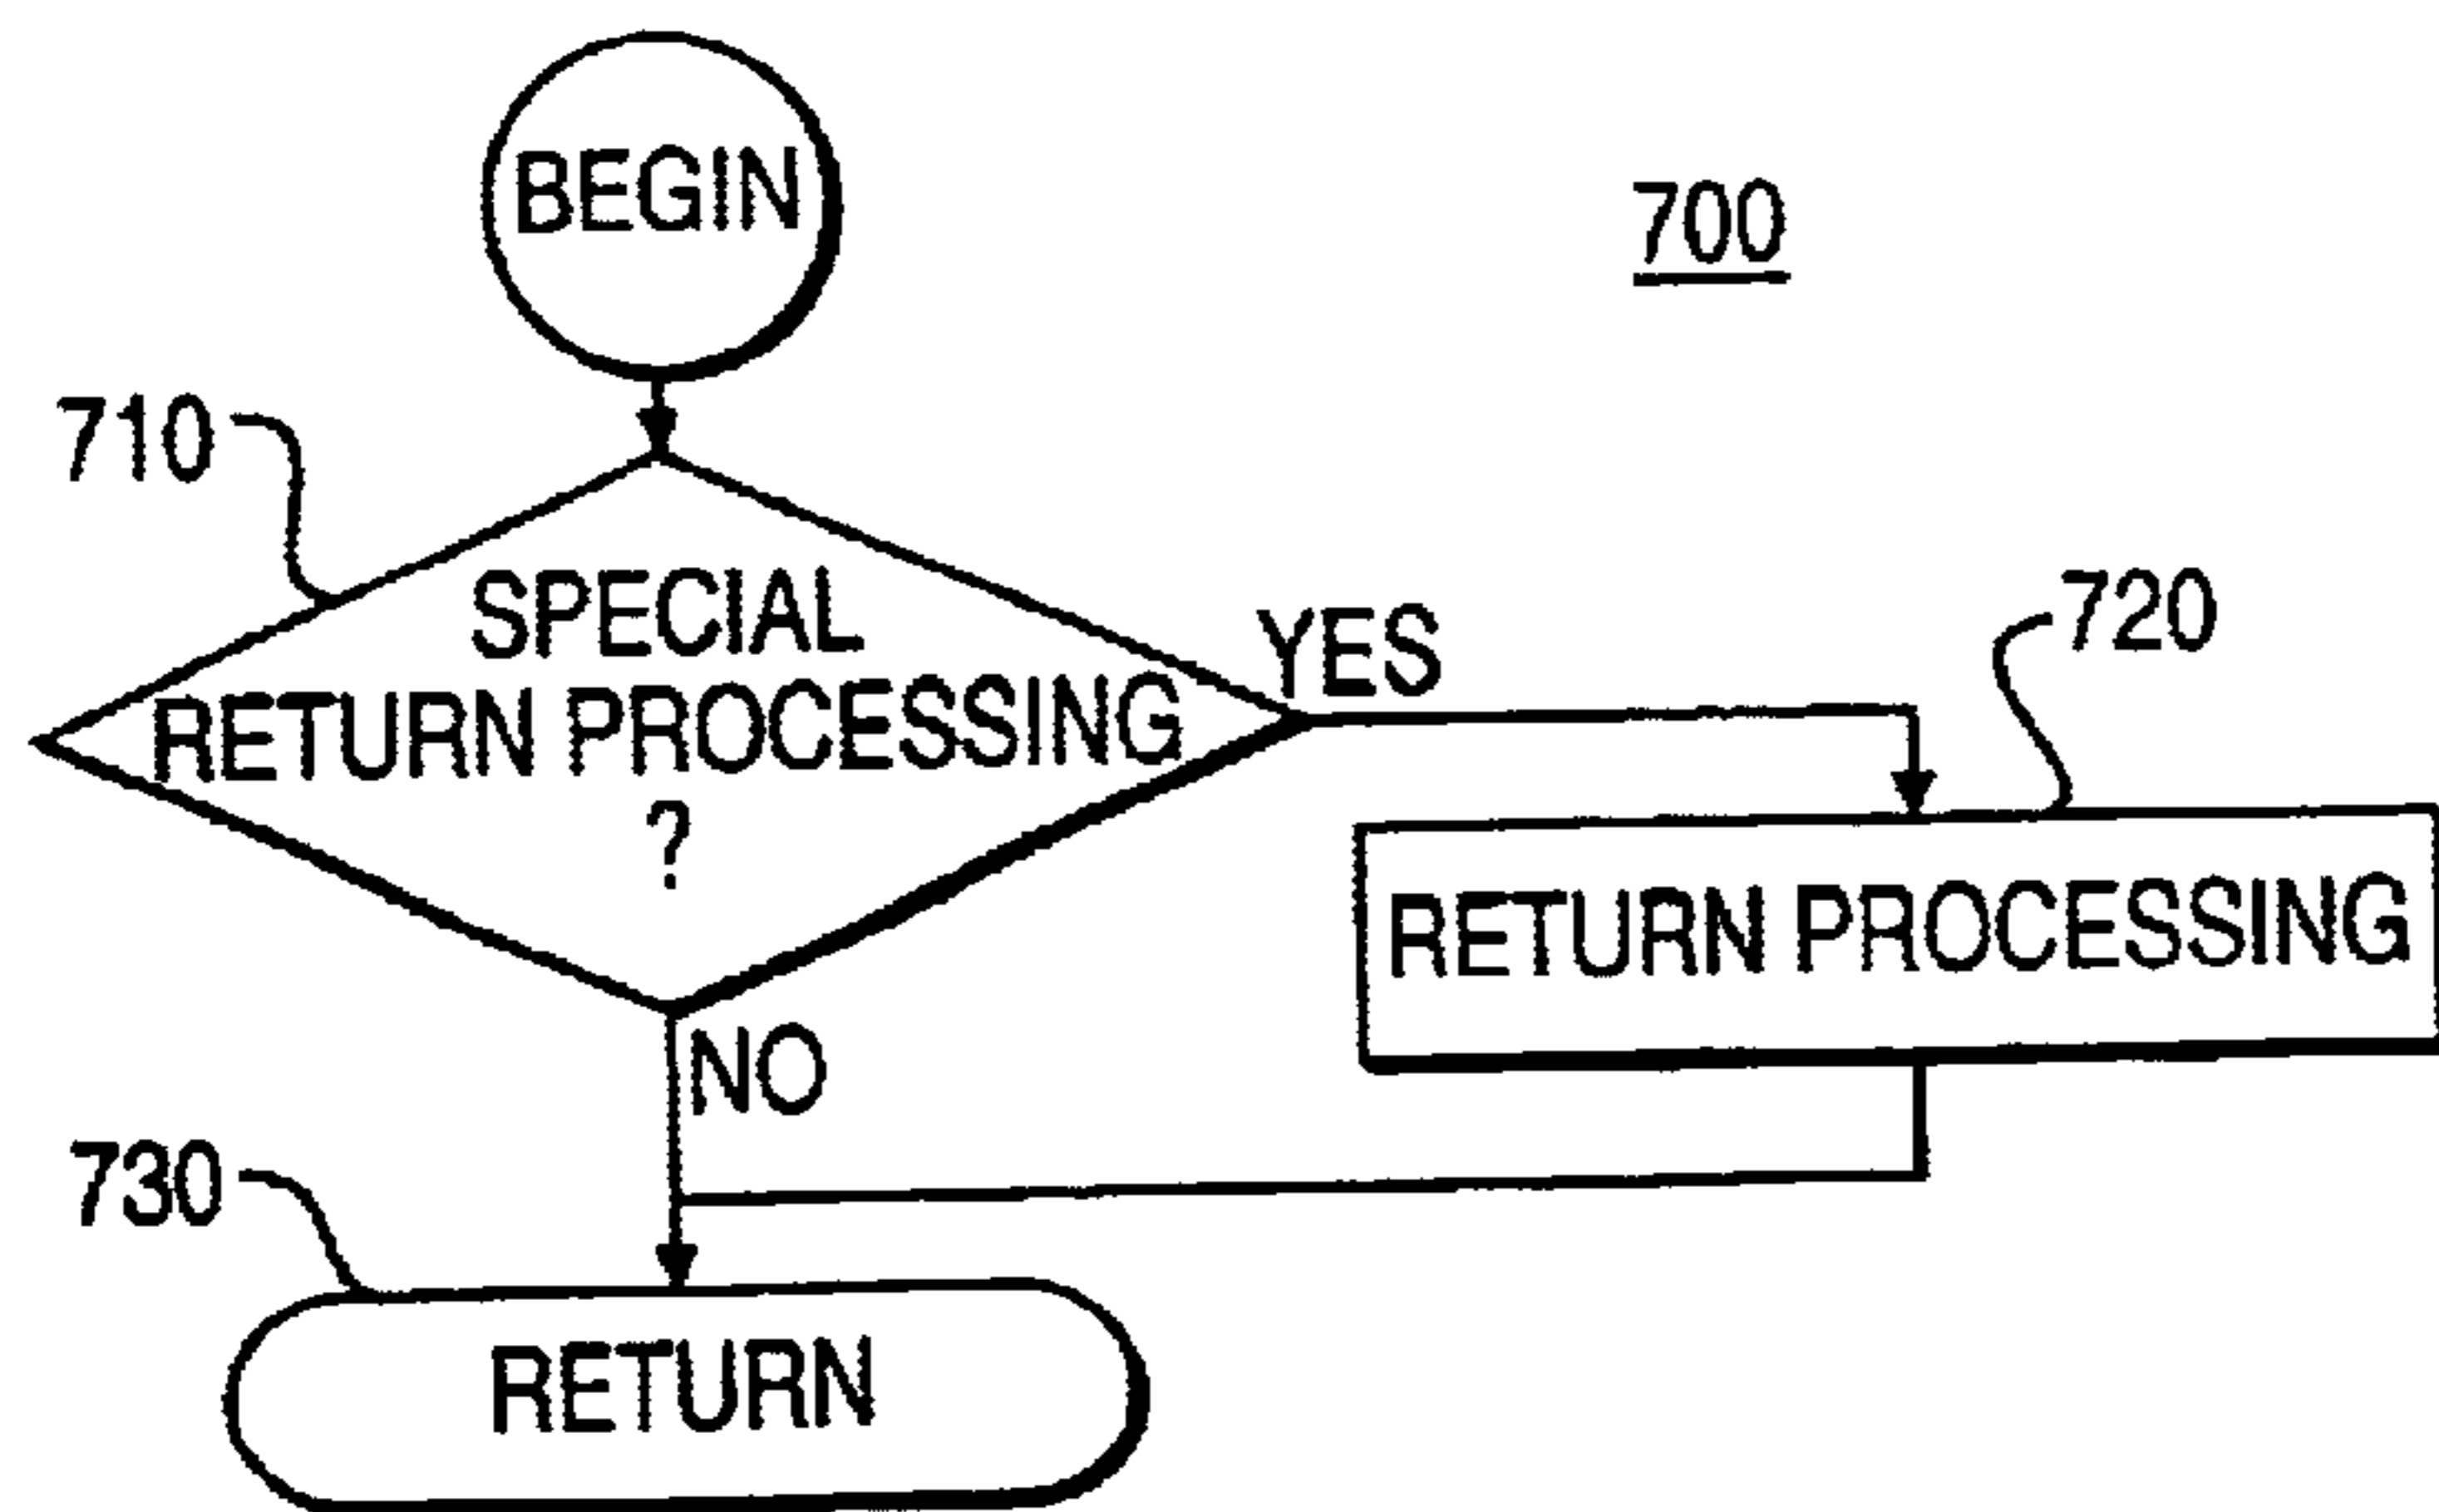 BEGIN
700
710
SPECIAL
RETURN PROCESSING
?
YES
720
RETURN PROCESSING
NO
730
RETURN